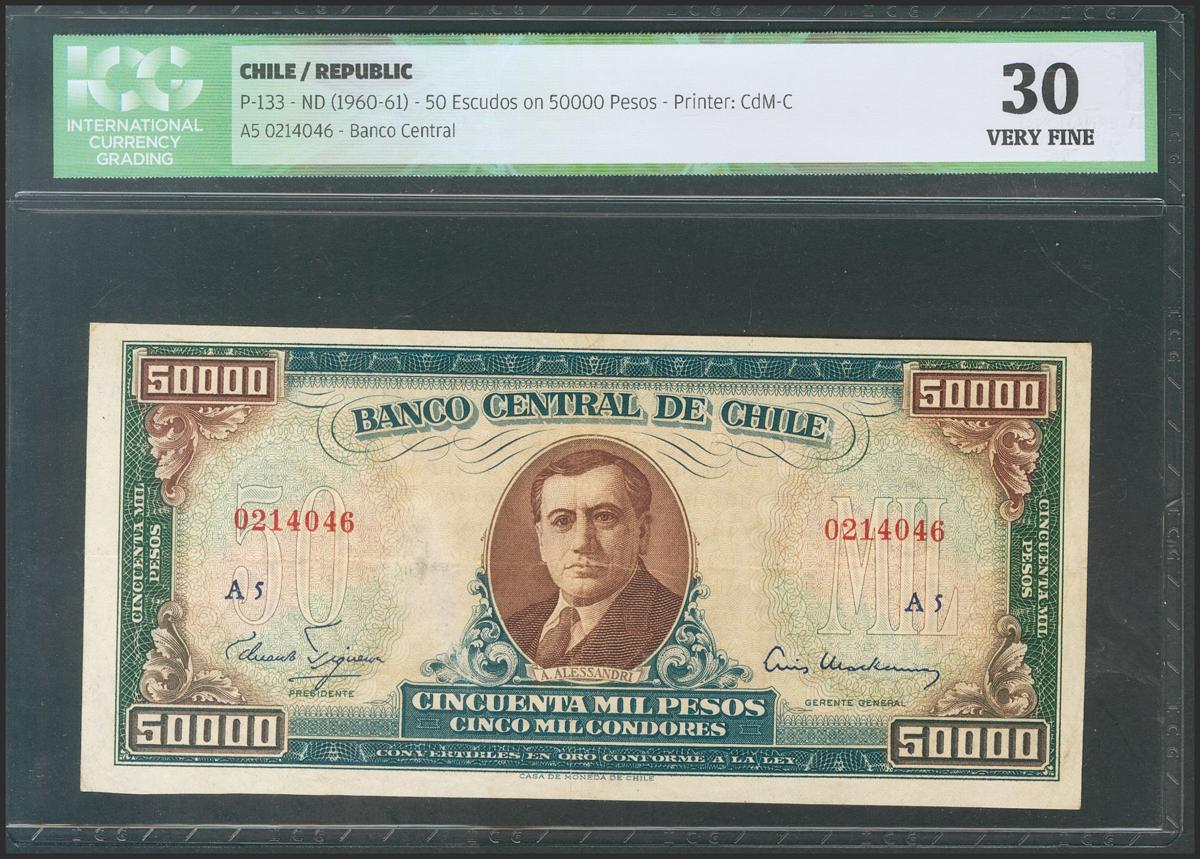 ICG
INTERNATIONAL
CURRENCY
GRADING
CHILE / REPUBLIC
P-133 - ND (1960-61) - 50 Escudos on 50000 Pesos - Printer: CdM-C
A5 0214046 - Banco Central
30
VERY FINE
50000
50000
BANCO CENTRAL DE CHILE
CINCUENTA MIL
PESOS
CINCUENTA MIL
PESOS
50
MIL
0214046
0214046
A 5
A 5
A. ALESSANDRI
PRESIDENTE
GERENTE GENERAL
CINCUENTA MIL PESOS
CINCO MIL CONDORES
50000
50000
CONVERTIBLES EN ORO CONFORME A LA LEY
CASA DE MONEDA DE CHILE